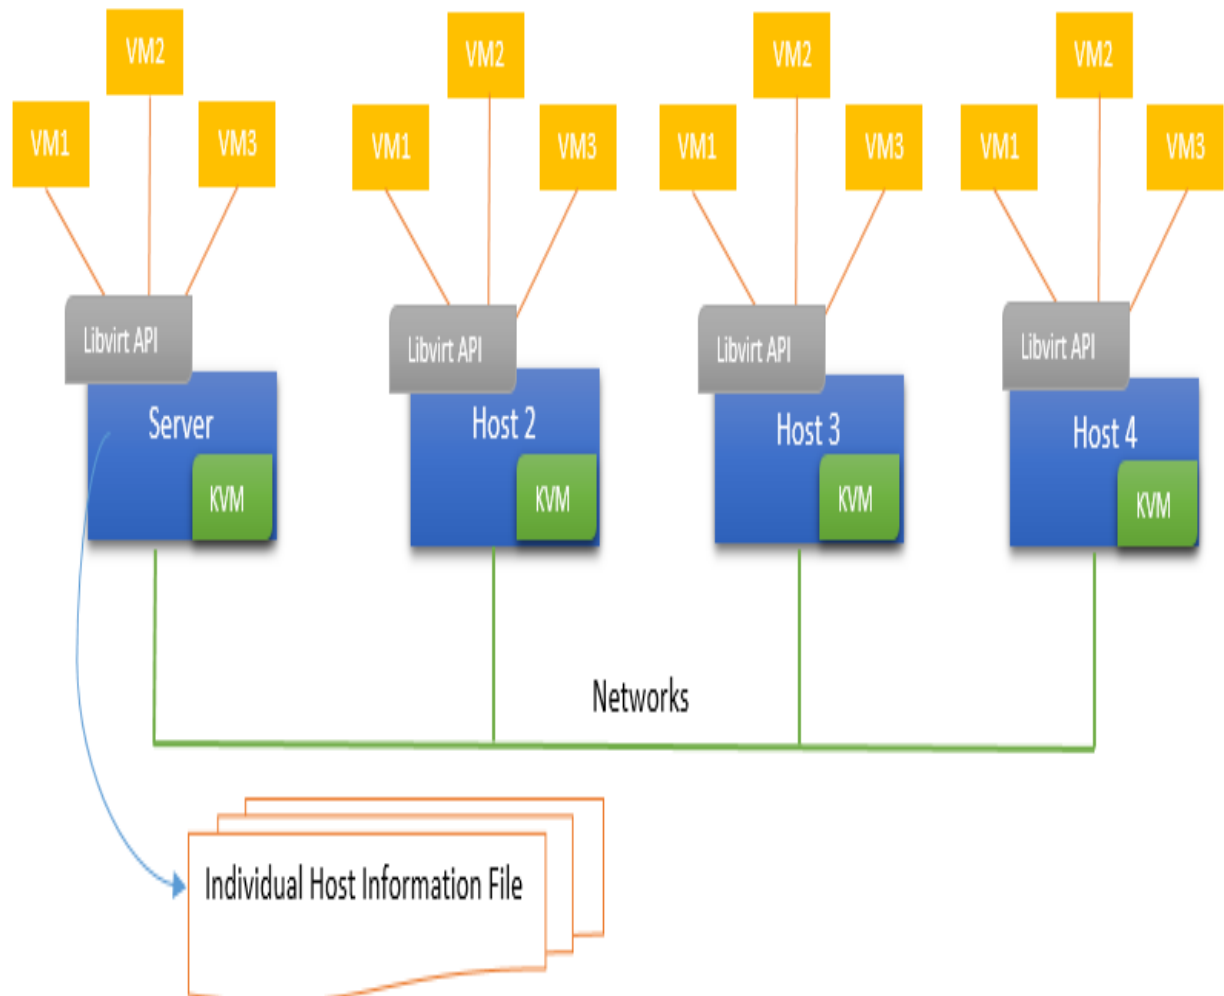 VM2
VM2
VM2
VM2
VM1
VM3
VM1
VM3
VM1
VM3
VM1
VM3
Libvirt API
Libvirt API
Libvirt API
Libvirt API
Server
Host 2
Host 3
Host 4
KVM
KVM
KVM
KVM
Networks
Individual Host Information File